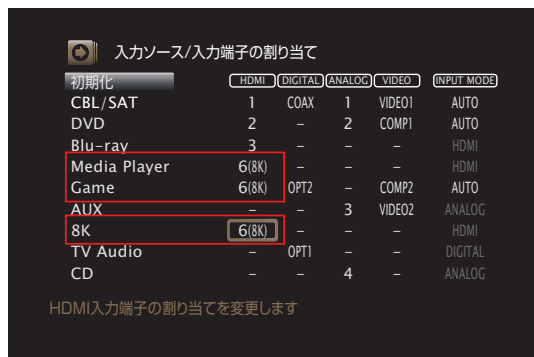 入力ソース/入力端子の割り当て
初期化 HDMI DIGITAL ANALOG VIDEO INPUT MODE
CBL/SAT 1 COAX 1 VIDEO1 AUTO
DVD 2 – 2 COMP1 AUTO
Blu-ray 3 – – – HDMI
Media Player 6(8K) – – – HDMI
Game 6(8K) OPT2 – COMP2 AUTO
AUX – – 3 VIDEO2 ANALOG
8K 6(8K) – – – HDMI
TV Audio – OPT1 – – DIGITAL
CD – – 4 – ANALOG
HDMI入力端子の割り当てを変更します